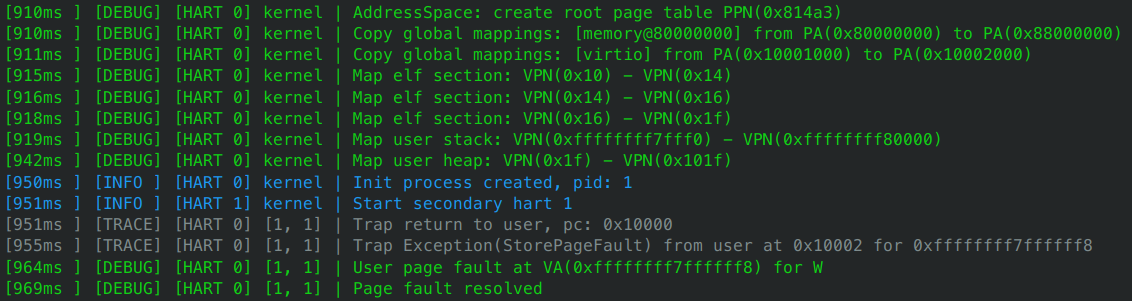 [910ms ] [DEBUG] [HART 0] kernel | AddressSpace: create root page table PPN(0x814a3)
[910ms ] [DEBUG] [HART 0] kernel | Copy global mappings: [memory@80000000] from PA(0x80000000) to PA(0x88000000)
[911ms ] [DEBUG] [HART 0] kernel | Copy global mappings: [virtio] from PA(0x10001000) to PA(0x10002000)
[915ms ] [DEBUG] [HART 0] kernel | Map elf section: VPN(0x10) - VPN(0x14)
[916ms ] [DEBUG] [HART 0] kernel | Map elf section: VPN(0x14) - VPN(0x16)
[918ms ] [DEBUG] [HART 0] kernel | Map elf section: VPN(0x16) - VPN(0x1f)
[919ms ] [DEBUG] [HART 0] kernel | Map user stack: VPN(0xffffffff7fff0) - VPN(0xffffffff80000)
[942ms ] [DEBUG] [HART 0] kernel | Map user heap: VPN(0x1f) - VPN(0x101f)
[950ms ] [INFO ] [HART 0] kernel | Init process created, pid: 1
[951ms ] [INFO ] [HART 1] kernel | Start secondary hart 1
[951ms ] [TRACE] [HART 0] [1, 1] | Trap return to user, pc: 0x10000
[955ms ] [TRACE] [HART 0] [1, 1] | Trap Exception(StorePageFault) from user at 0x10002 for 0xffffffff7ffffff8
[964ms ] [DEBUG] [HART 0] [1, 1] | User page fault at VA(0xffffffff7ffffff8) for W
[969ms ] [DEBUG] [HART 0] [1, 1] | Page fault resolved